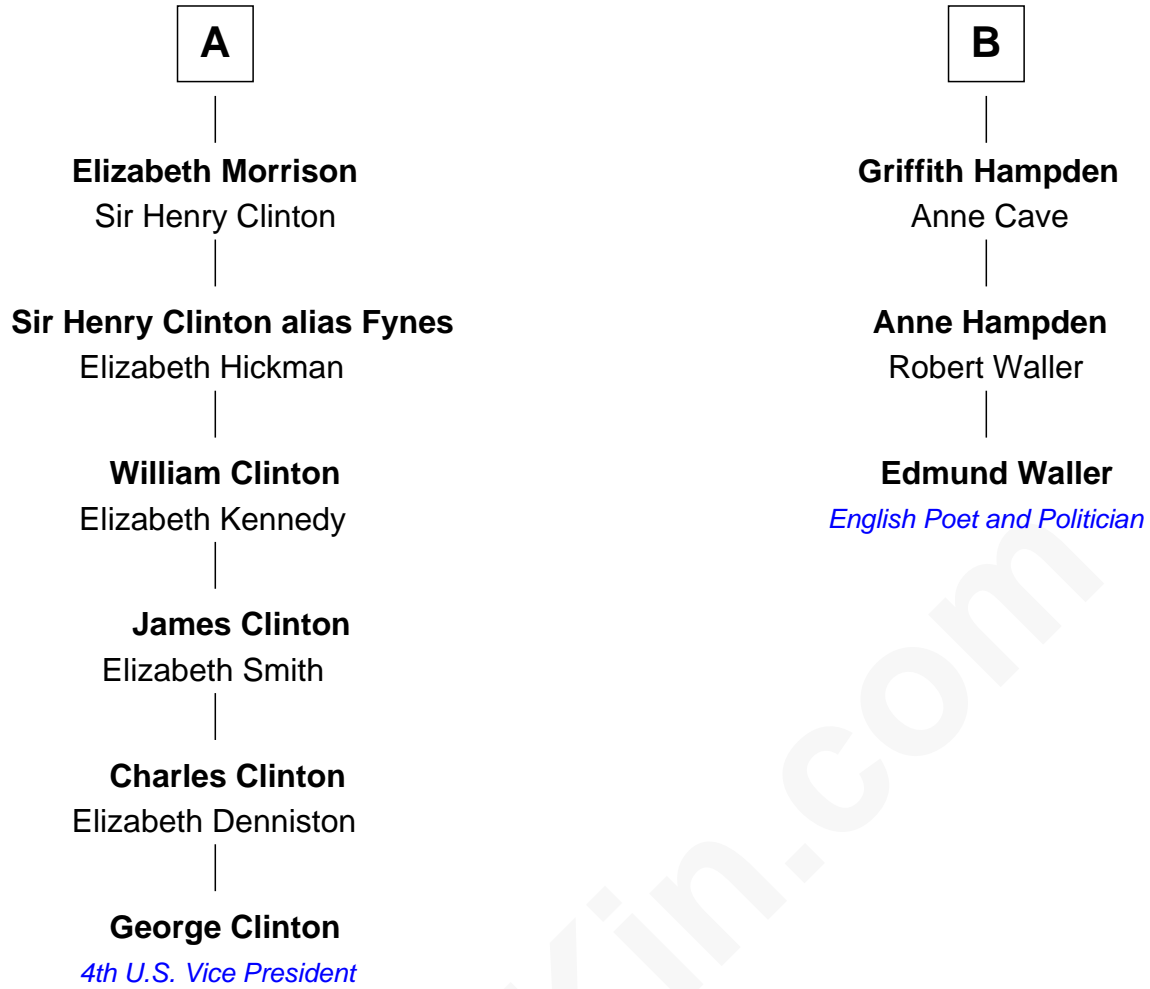 A
Elizabeth Morrison
Sir Henry Clinton
Sir Henry Clinton alias Fynes
Elizabeth Hickman
William Clinton
Elizabeth Kennedy
James Clinton
Elizabeth Smith
Charles Clinton
Elizabeth Denniston
George Clinton
4th U.S. Vice President
B
Griffith Hampden
Anne Cave
Anne Hampden
Robert Waller
Edmund Waller
English Poet and Politician